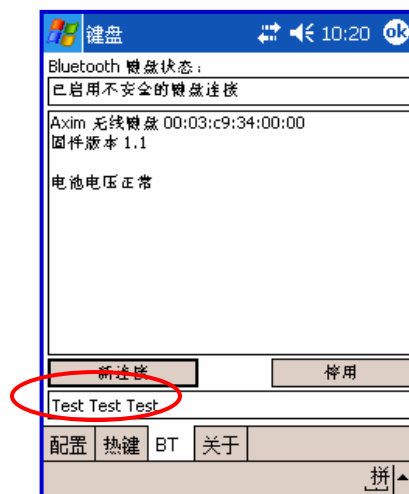 键盘 10:20 ok
Bluetooth 键盘状态：
已启用不安全的键盘连接
Axim 无线键盘 00:03:c9:34:00:00
固件版本 1.1
电池电压正常
新连接 停用
Test Test Test
配置 热键 BT 关于
拼